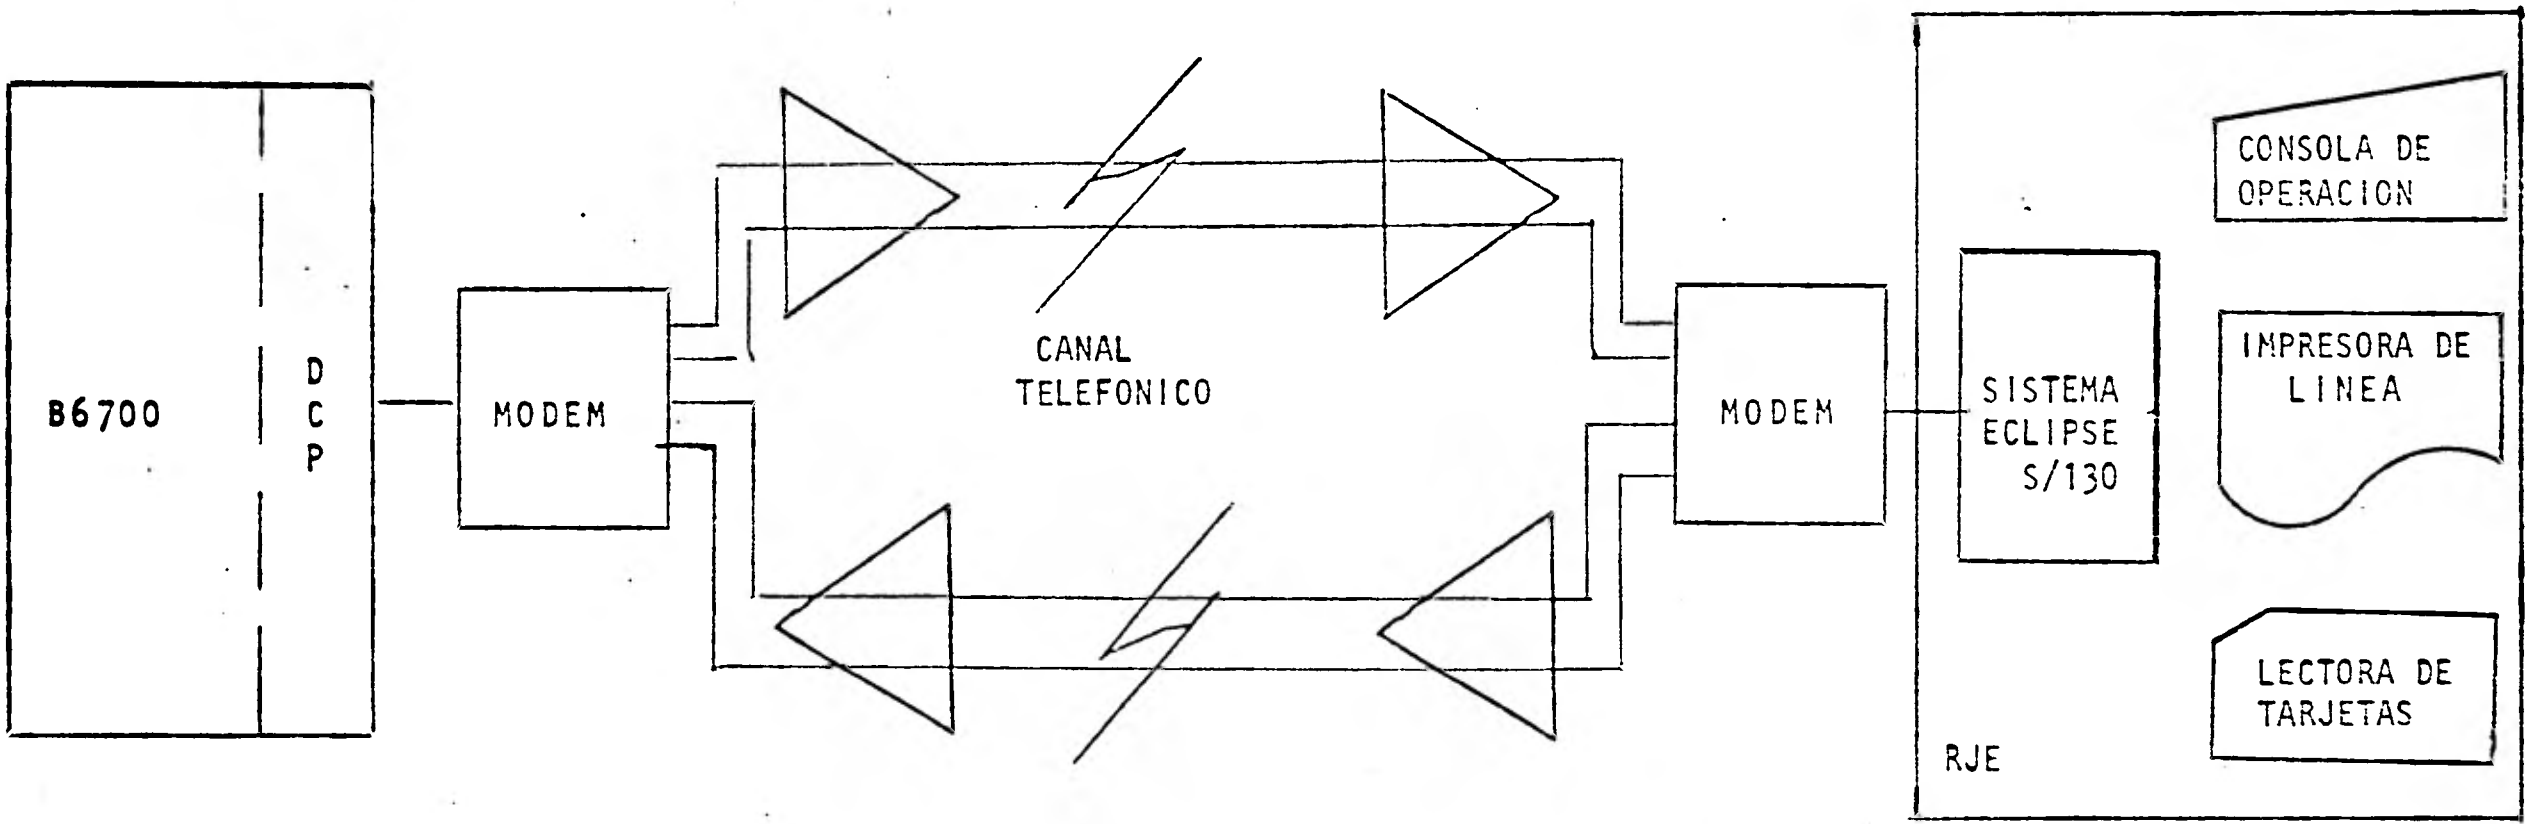 B6700
D
C
P
MODEM
CANAL
TELEFONICO
MODEM
SISTEMA
ECLIPSE
S/130
CONSOLA DE
OPERACION
IMPRESORA DE
LINEA
LECTORA DE
TARJETAS
RJE